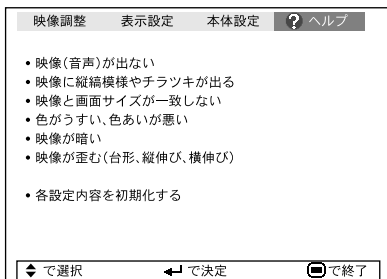 映像調整 表示設定 本体設定 ? ヘルプ
• 映像(音声)が出ない
• 映像に縦縞模様やチラツキが出る
• 映像と画面サイズが一致しない
• 色がうすい、色あいが悪い
• 映像が暗い
• 映像が歪む(台形、縦伸び、横伸び)
• 各設定内容を初期化する
で選択 で決定 で終了